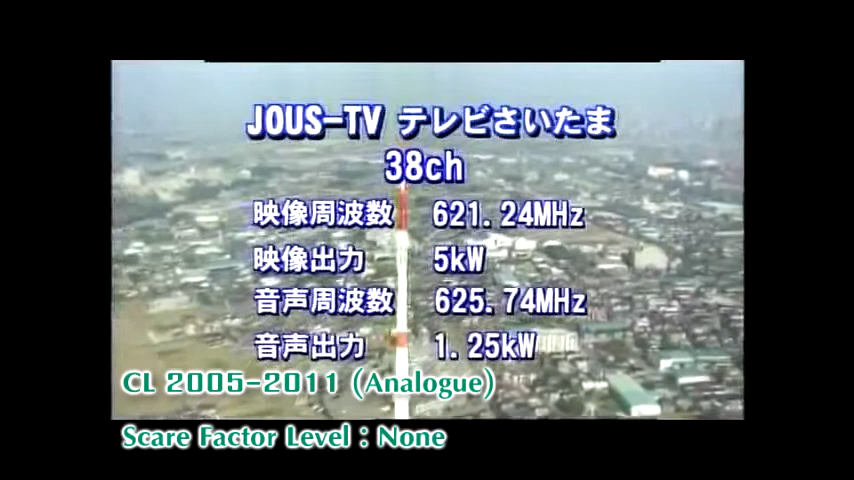 JOUS-TV テレビさいたま
38ch
映像周波数 621.24MHz
映像出力 5kW
音声周波数 625.74MHz
音声出力 1.25kW
CL 2005-2011 (Analogue)
Scare Factor Level : None